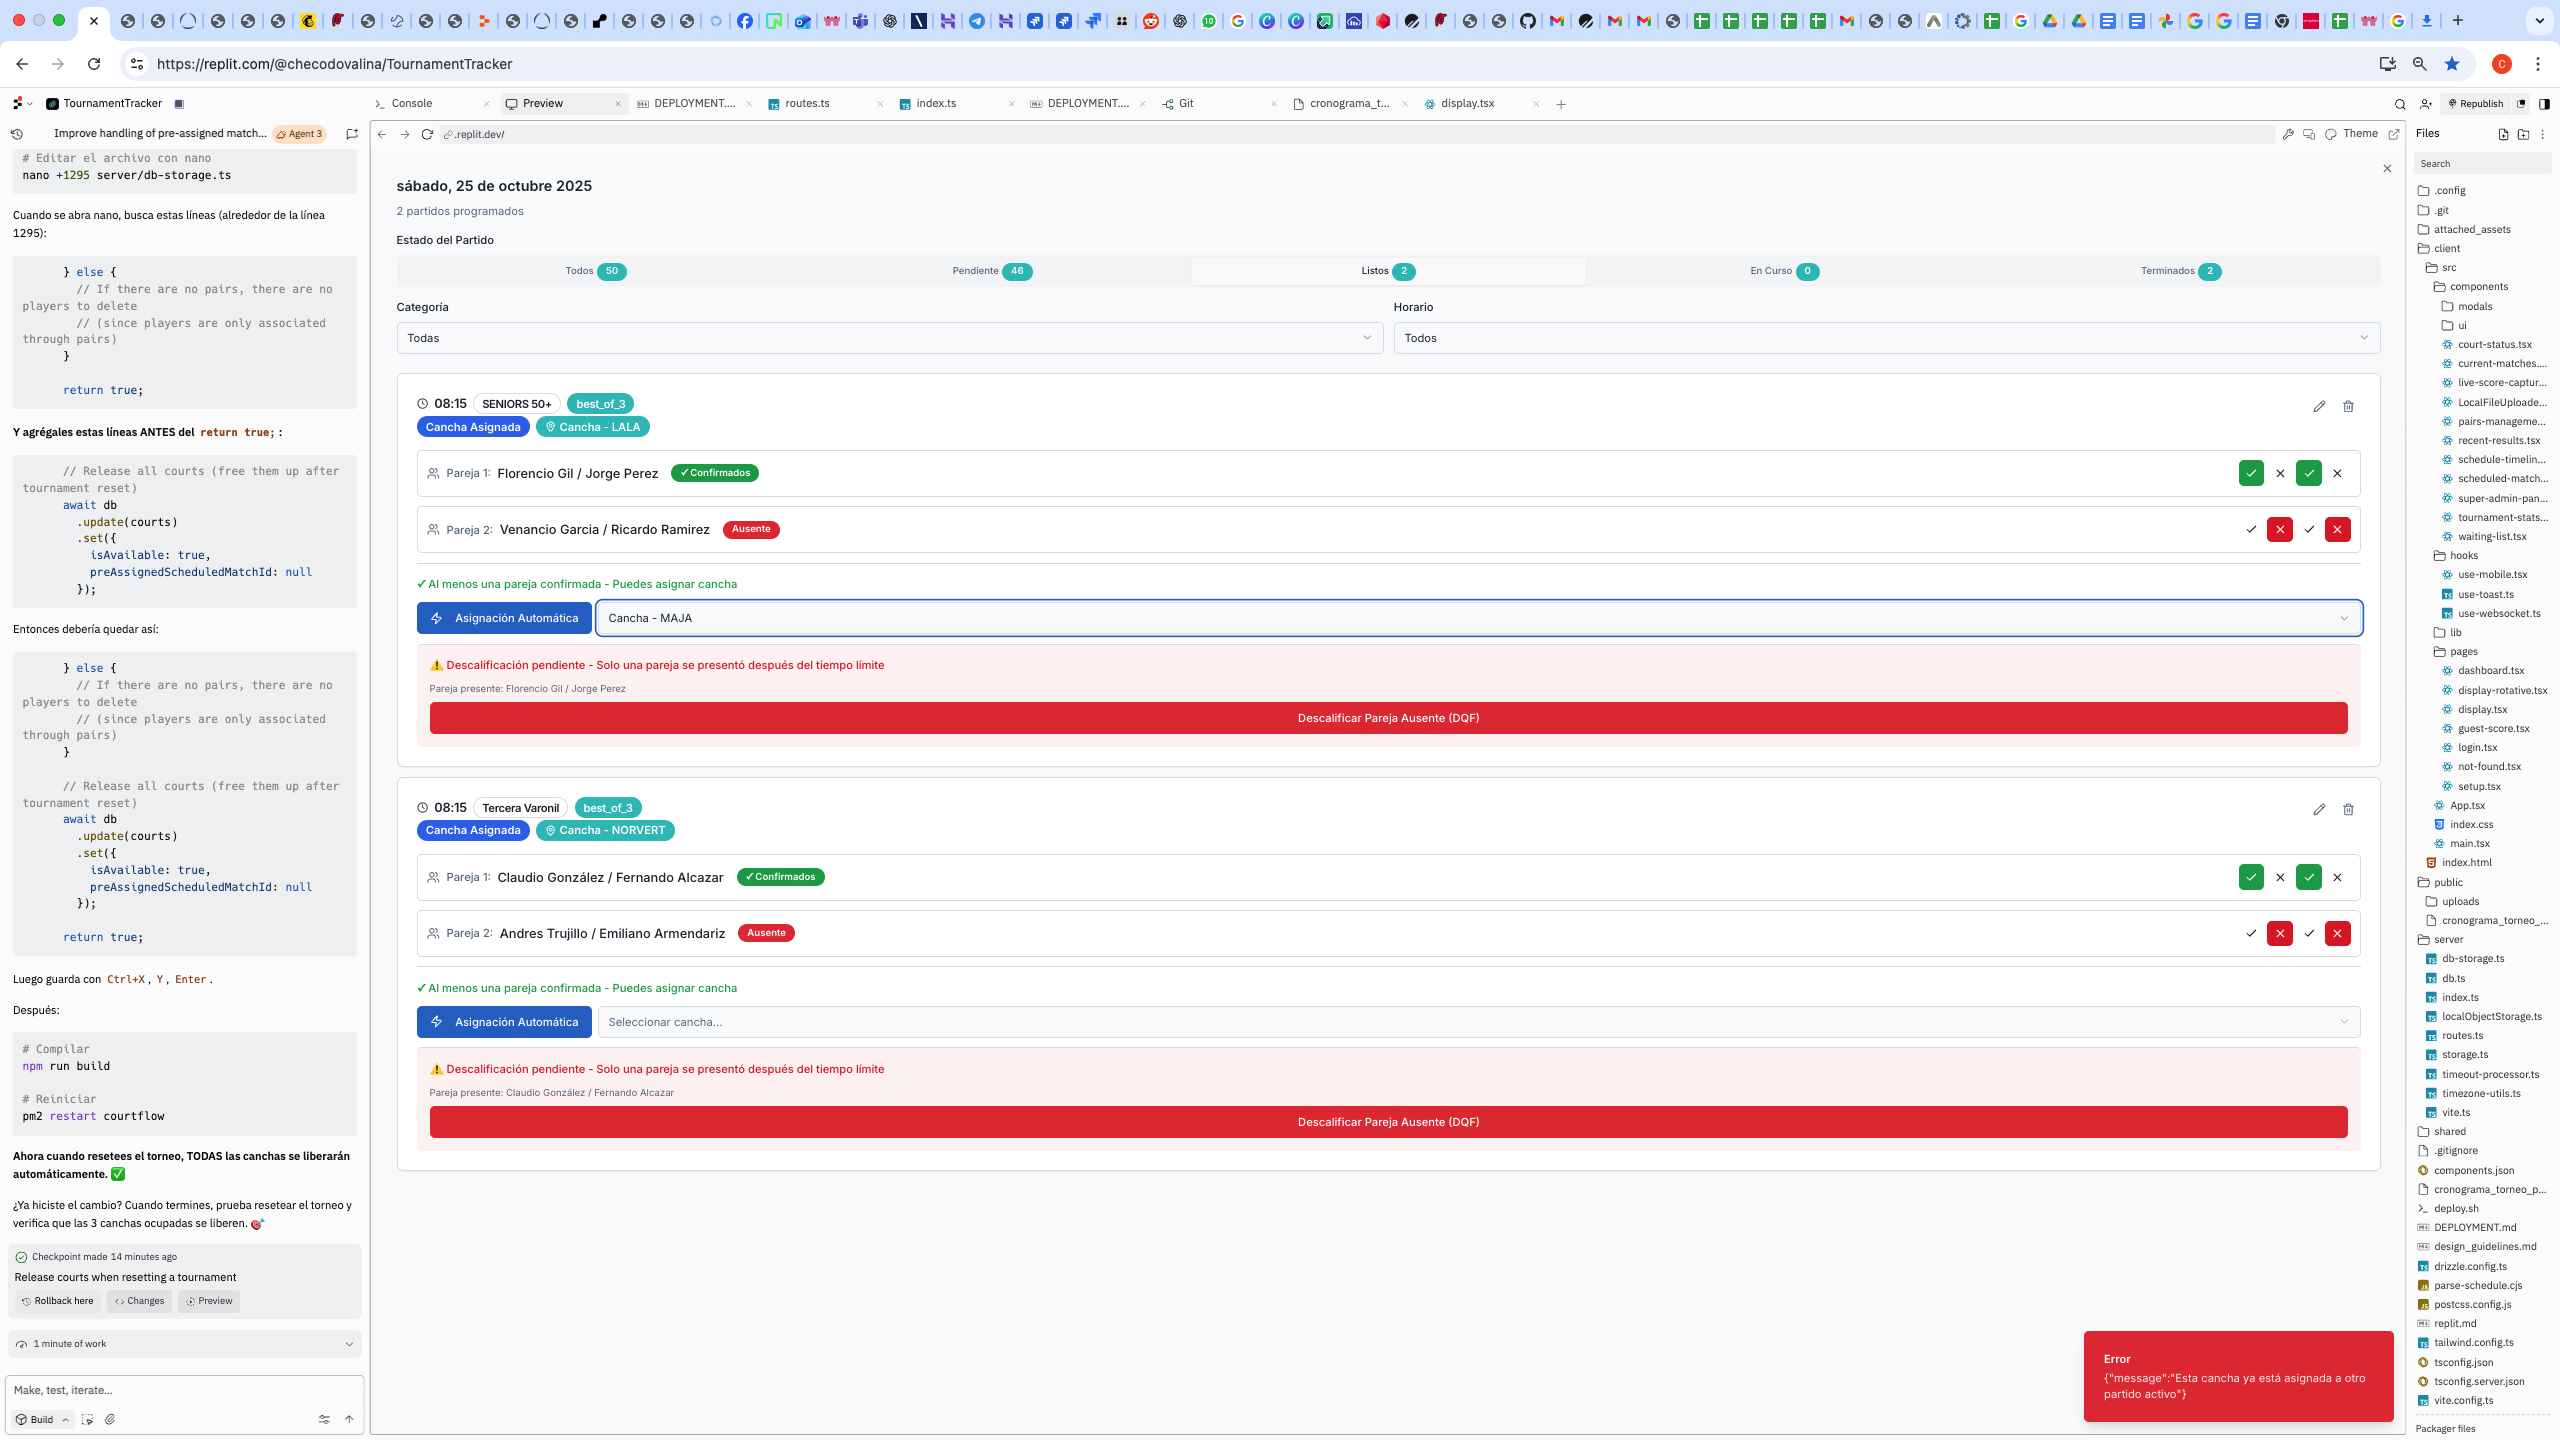 https://replit.com/@checodovalina/TournamentTracker
TournamentTracker
Console
Preview
DEPLOYMENT....
routes.ts
index.ts
DEPLOYMENT....
Git
cronograma_t...
display.tsx
Republish
Improve handling of pre-assigned match...
Agent 3
.replit.dev/
Theme
Files
Search
# Editar el archivo con nano
nano +1295 server/db-storage.ts
Cuando se abra nano, busca estas líneas (alrededor de la línea
1295):
} else {
// If there are no pairs, there are no
players to delete
// (since players are only associated
through pairs)
}
return true;
Y agrégales estas líneas ANTES del return true; :
// Release all courts (free them up after
tournament reset)
await db
.update(courts)
.set({
isAvailable: true,
preAssignedScheduledMatchId: null
});
Entonces debería quedar así:
} else {
// If there are no pairs, there are no
players to delete
// (since players are only associated
through pairs)
}
// Release all courts (free them up after
tournament reset)
await db
.update(courts)
.set({
isAvailable: true,
preAssignedScheduledMatchId: null
});
return true;
Luego guarda con Ctrl+X , Y , Enter .
Después:
# Compilar
npm run build
# Reiniciar
pm2 restart courtflow
Ahora cuando resetees el torneo, TODAS las canchas se liberarán
automáticamente. ✅
¿Ya hiciste el cambio? Cuando termines, prueba resetear el torneo y
verifica que las 3 canchas ocupadas se liberen. 🎯
Checkpoint made 14 minutes ago
Release courts when resetting a tournament
Rollback here
Changes
Preview
1 minute of work
Make, test, iterate...
Build
sábado, 25 de octubre 2025
2 partidos programados
Estado del Partido
Todos 50
Pendiente 46
Listos 2
En Curso 0
Terminados 2
Categoría
Horario
Todas
Todos
08:15 SENIORS 50+ best_of_3
Cancha Asignada Cancha - LALA
Pareja 1: Florencio Gil / Jorge Perez ✓Confirmados
Pareja 2: Venancio Garcia / Ricardo Ramirez Ausente
✓Al menos una pareja confirmada - Puedes asignar cancha
Asignación Automática
Cancha - MAJA
⚠️ Descalificación pendiente - Solo una pareja se presentó después del tiempo límite
Pareja presente: Florencio Gil / Jorge Perez
Descalificar Pareja Ausente (DQF)
08:15 Tercera Varonil best_of_3
Cancha Asignada Cancha - NORVERT
Pareja 1: Claudio González / Fernando Alcazar ✓Confirmados
Pareja 2: Andres Trujillo / Emiliano Armendariz Ausente
✓Al menos una pareja confirmada - Puedes asignar cancha
Asignación Automática
Seleccionar cancha...
⚠️ Descalificación pendiente - Solo una pareja se presentó después del tiempo límite
Pareja presente: Claudio González / Fernando Alcazar
Descalificar Pareja Ausente (DQF)
Error
{"message":"Esta cancha ya está asignada a otro
partido activo"}
.config
.git
attached_assets
client
src
components
modals
ui
court-status.tsx
current-matches....
live-score-captur...
LocalFileUploade...
pairs-manageme...
recent-results.tsx
schedule-timelin...
scheduled-match...
super-admin-pan...
tournament-stats...
waiting-list.tsx
hooks
use-mobile.tsx
use-toast.ts
use-websocket.ts
lib
pages
dashboard.tsx
display-rotative.tsx
display.tsx
guest-score.tsx
login.tsx
not-found.tsx
setup.tsx
App.tsx
index.css
main.tsx
index.html
public
uploads
cronograma_torneo_...
server
db-storage.ts
db.ts
index.ts
localObjectStorage.ts
routes.ts
storage.ts
timeout-processor.ts
timezone-utils.ts
vite.ts
shared
.gitignore
components.json
cronograma_torneo_p...
deploy.sh
DEPLOYMENT.md
design_guidelines.md
drizzle.config.ts
parse-schedule.cjs
postcss.config.js
replit.md
tailwind.config.ts
tsconfig.json
tsconfig.server.json
vite.config.ts
Packager files